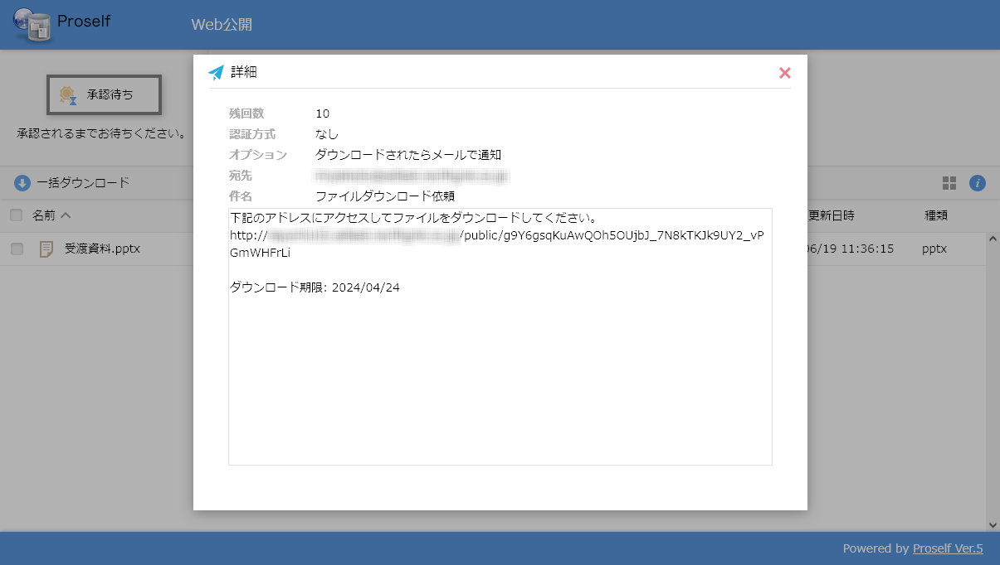 Proself
Web公開
承認待ち
承認されるまでお待ちください。
一括ダウンロード
名前
更新日時
種類
受渡資料.pptx
06/19 11:36:15
pptx
詳細
残回数 10
認証方式 なし
オプション ダウンロードされたらメールで通知
宛先
件名 ファイルダウンロード依頼
下記のアドレスにアクセスしてファイルをダウンロードしてください。
http:// /public/g9Y6gsqKuAwQOh5OUjbJ_7N8kTKJk9UY2_vP
GmWHFrLi
ダウンロード期限: 2024/04/24
Powered by Proself Ver.5